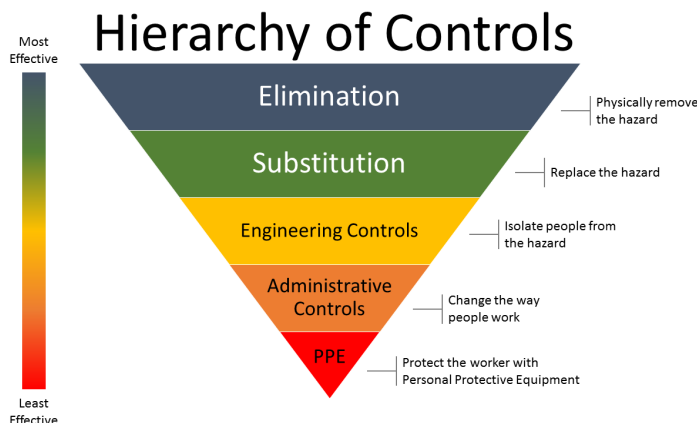 Hierarchy of Controls
Most
Effective
Elimination
Physically remove
the hazard
Substitution
Replace the hazard
Engineering Controls
Isolate people from
the hazard
Administrative
Controls
Change the way
people work
PPE
Protect the worker with
Personal Protective Equipment
Least
Effective